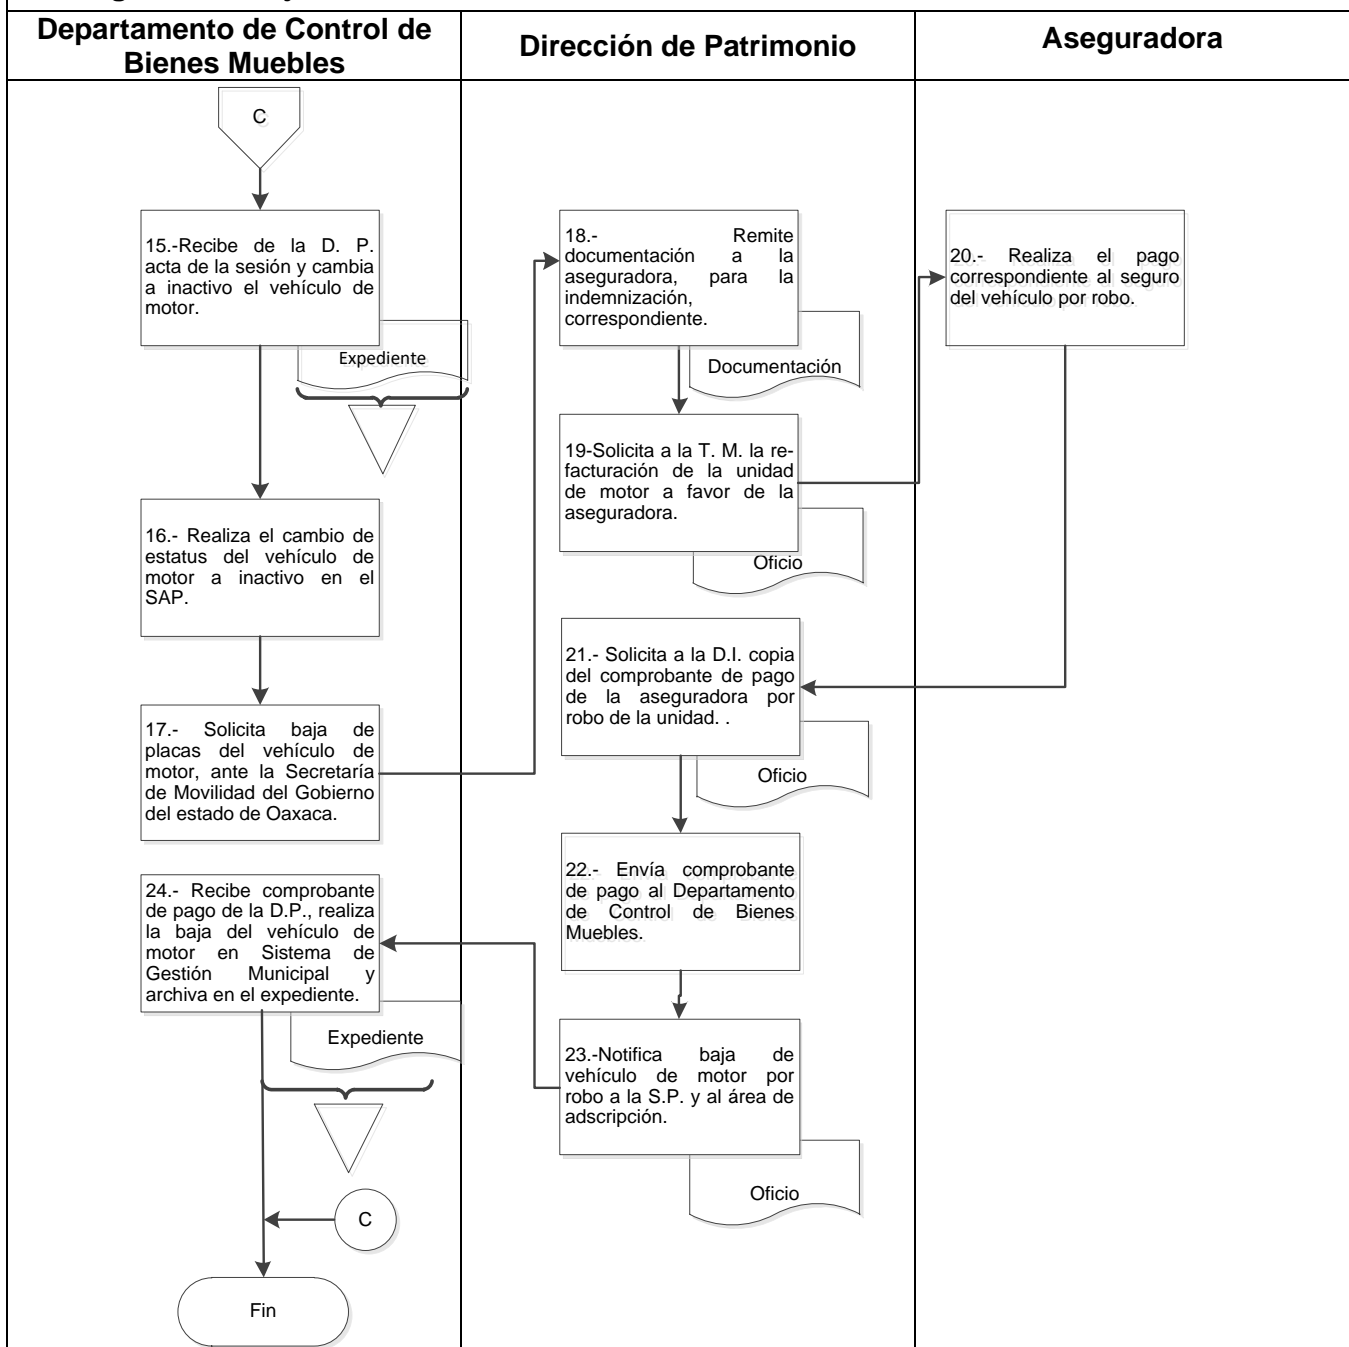 Departamento de Control de
Bienes Muebles
Dirección de Patrimonio
Aseguradora
C
15.-Recibe de la D. P.
acta de la sesión y cambia
a inactivo el vehículo de
motor.
Expediente
16.- Realiza el cambio de
estatus del vehículo de
motor a inactivo en el
SAP.
17.- Solicita baja de
placas del vehículo de
motor, ante la Secretaría
de Movilidad del Gobierno
del estado de Oaxaca.
18.- Remite
documentación a la
aseguradora, para la
indemnización,
correspondiente.
Documentación
19-Solicita a la T. M. la re-
facturación de la unidad
de motor a favor de la
aseguradora.
Oficio
20.- Realiza el pago
correspondiente al seguro
del vehículo por robo.
21.- Solicita a la D.I. copia
del comprobante de pago
de la aseguradora por
robo de la unidad. .
Oficio
22.- Envía comprobante
de pago al Departamento
de Control de Bienes
Muebles.
23.-Notifica baja de
vehículo de motor por
robo a la S.P. y al área de
adscripción.
Oficio
24.- Recibe comprobante
de pago de la D.P., realiza
la baja del vehículo de
motor en Sistema de
Gestión Municipal y
archiva en el expediente.
Expediente
C
Fin